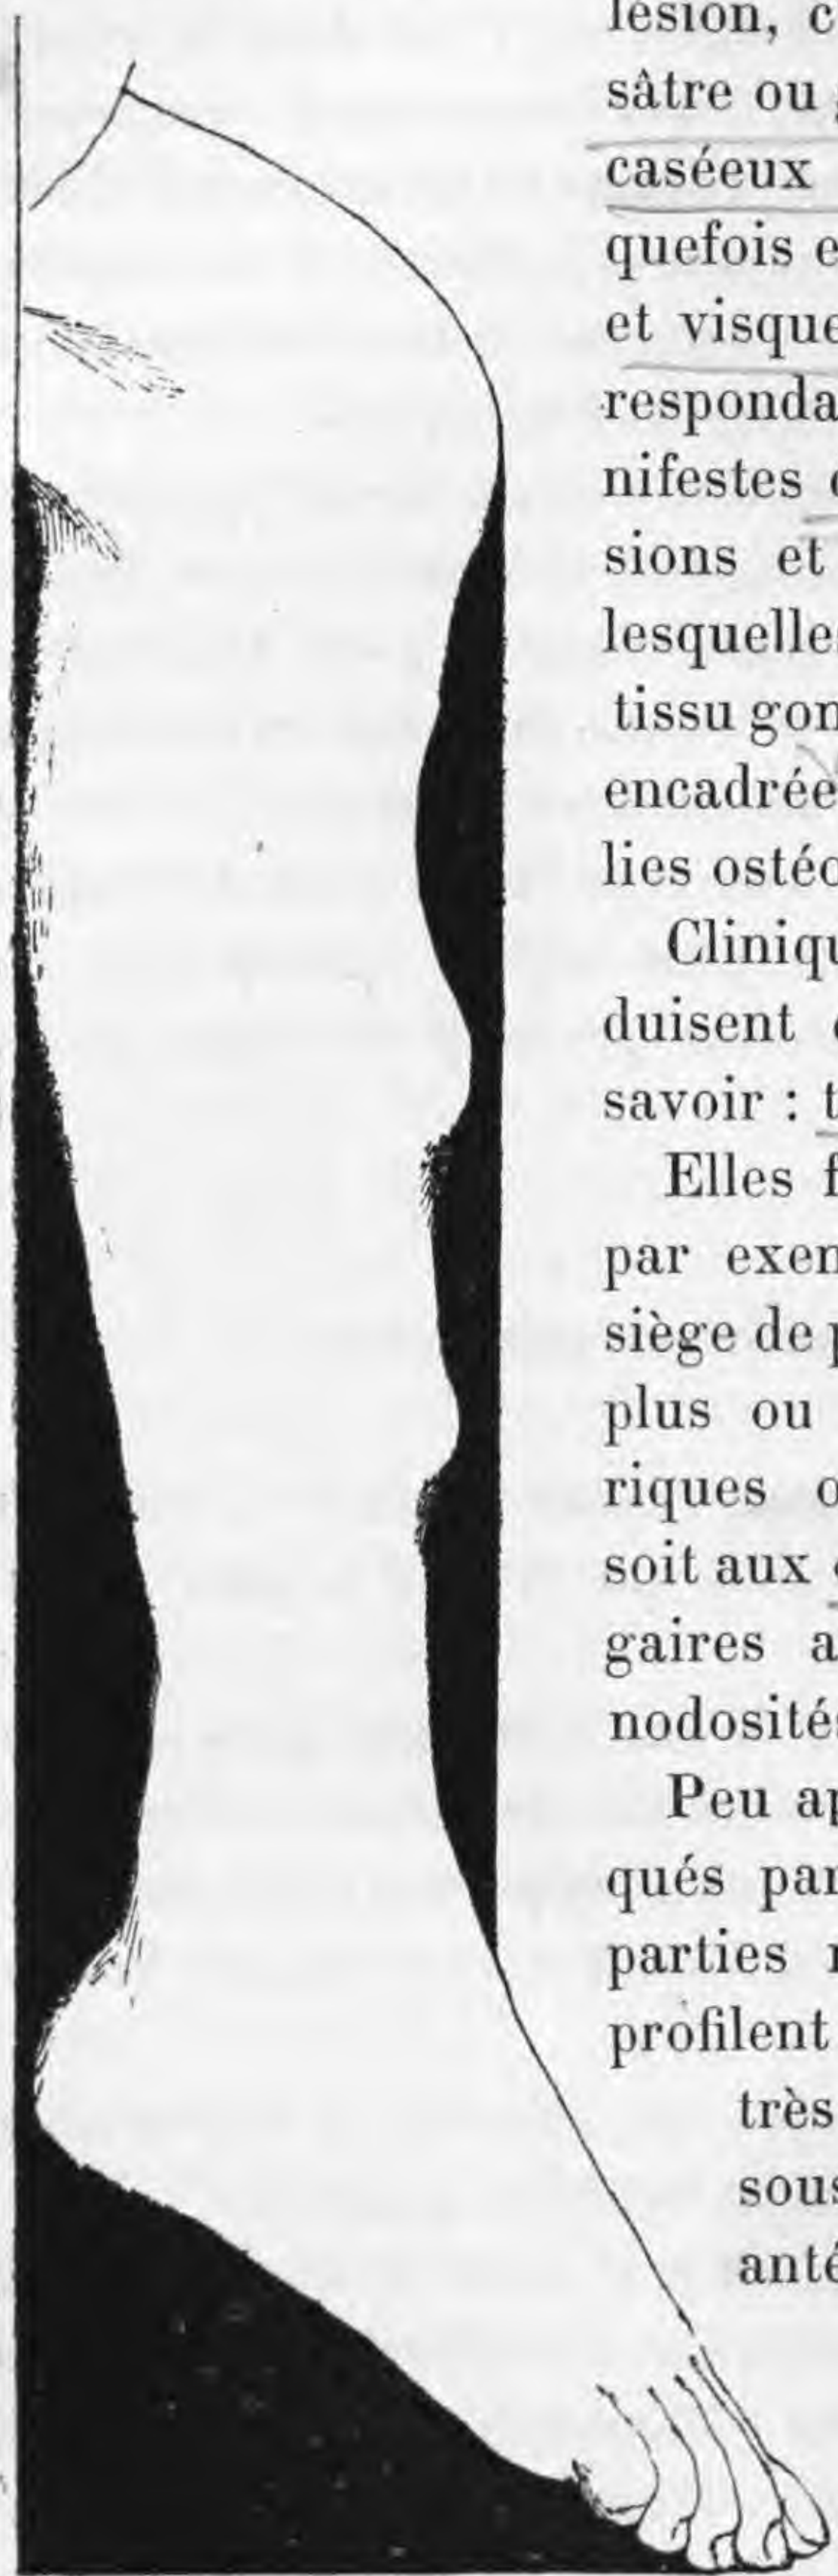 lésion, c
sâtre ou
caséeux
quefois e
et visque
responda
nifestes
sions et
lesquelles
tissu gon
encadrée
lies ostéo
Cliniqu
duisent
savoir : t
Elles f
par exem
siège de p
plus ou
riques o
soit aux
gaires a
nodosités
Peu ap
qués par
parties
profilent
très
sous
anté